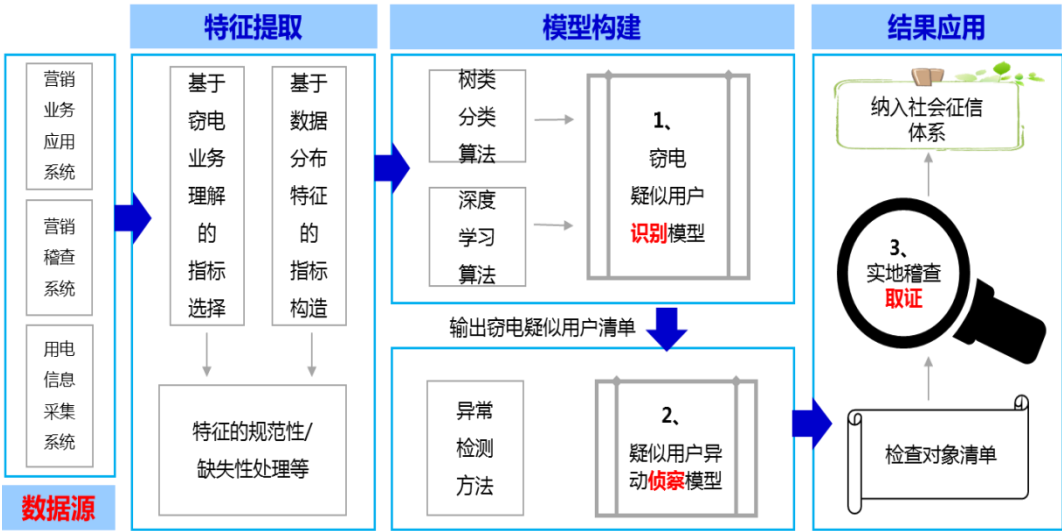 特征提取
模型构建
结果应用
营销
业务
应用
系统
营销
稽查
系统
用电
信息
采集
系统
数据源
基于
窃电
业务
理解
的
指标
选择
基于
数据
分布
特征
的
指标
构造
特征的规范性/
缺失性处理等
树类
分类
算法
深度
学习
算法
1、
窃电
疑似用户
识别模型
输出窃电疑似用户清单
异常
检测
方法
2、
疑似用户异
动侦察模型
纳入社会征信
体系
3、
实地稽查
取证
检查对象清单